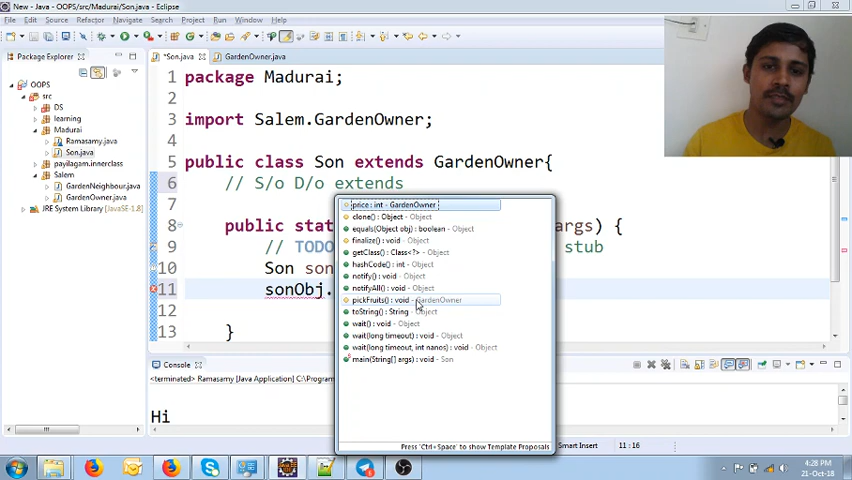 New - Java - OOPS/src/Madurai/Son.java - Eclipse
File Edit Source Refactor Navigate Search Project Run Window Help
Package Explorer
*Son.java
GardenOwner.java
OOPS
src
DS
learning
Madurai
Ramasamy.java
Son.java
payilagam.innerclass
Salem
GardenNeighbour.java
GardenOwner.java
JRE System Library [JavaSE-1.8]
1 package Madurai;
2
3 import Salem.GardenOwner;
4
5 public class Son extends GardenOwner{
6 // S/o D/o extends
7
8 public stat args) {
9 // TODO stub
10 Son son
11 sonObj.
12
13 }
price : int - GardenOwner
clone() : Object - Object
equals(Object obj) : boolean - Object
finalize() : void - Object
getClass() : Class<?> - Object
hashCode() : int - Object
notify() : void - Object
notifyAll() : void - Object
pickFruits() : void - GardenOwner
toString() : String - Object
wait() : void - Object
wait(long timeout) : void - Object
wait(long timeout, int nanos) : void - Object
main(String[] args) : void - Son
Press 'Ctrl+Space' to show Template Proposals
Console
<terminated> Ramasamy [Java Application] C:\Program
Hi
Smart Insert
11 : 16
4:28 PM
21-Oct-18